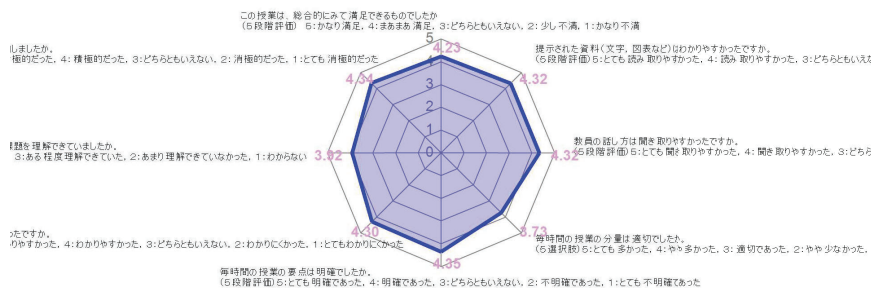 この授業は、総合的にみて満足できるものでしたか
(5段階評価) 5:かなり満足, 4:まあまあ満足, 3:どちらともいえない, 2:少し不満, 1:かなり不満
4.23
提示された資料(文字, 図表など)はわかりやすかったですか。
(5段階評価)5:とても読み取りやすかった, 4:読み取りやすかった, 3:どちらともいえな
4.32
教員の話し方は聞き取りやすかったですか。
(5段階評価)5:とても聞き取りやすかった, 4:聞き取りやすかった, 3:どちら
4.32
毎時間の授業の分量は適切でしたか。
(5選択肢)5:とても多かった, 4:やや多かった, 3:適切であった, 2:やや少なかった,
3.73
毎時間の授業の要点は明確でしたか。
(5段階評価)5:とても明確であった, 4:明確であった, 3:どちらともいえない, 2:不明確であった, 1:とても不明確であった
4.35
ったですか。
りやすかった, 4:わかりやすかった, 3:どちらともいえない, 2:わかりにくかった, 1:とてもわかりにくかった
4.30
課題を理解できていましたか。
3:ある程度理解できていた, 2:あまり理解できていなかった, 1:わからない
3.92
しましたか。
極的だった, 4:積極的だった, 3:どちらともいえない, 2:消極的だった, 1:とても消極的だった
4.34
5
4
3
2
1
0